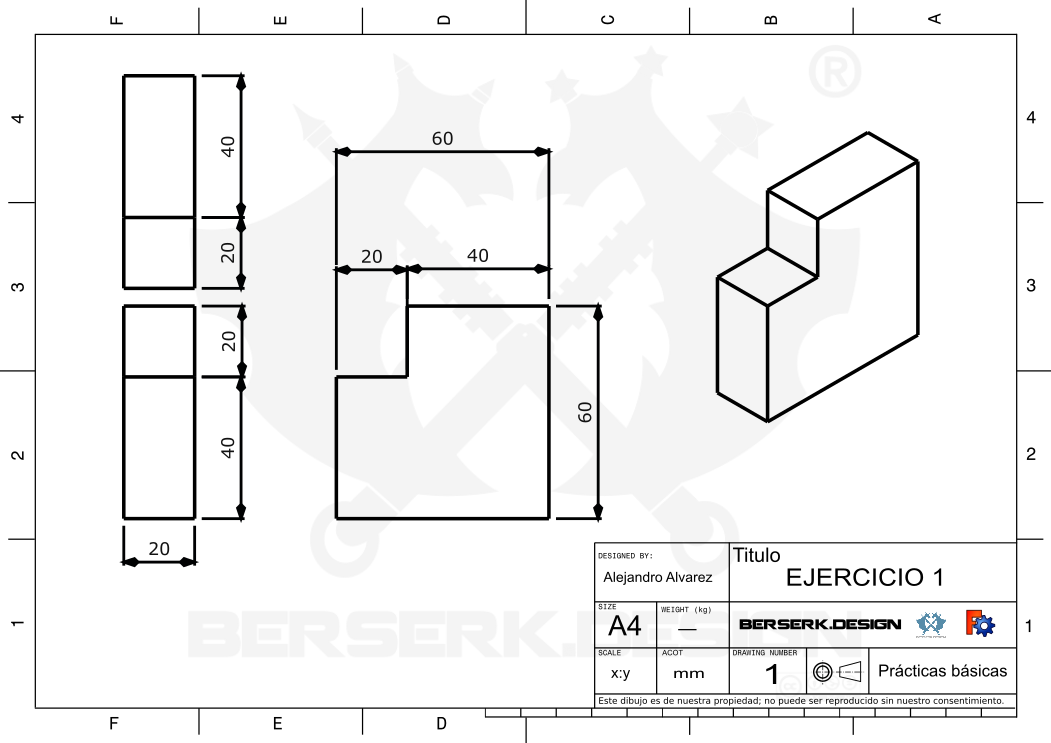 F E D C B A
®
4 4
60
40
20 40
20
3 3
20
60
2 40 2
20
DESIGNED BY:
Alejandro Alvarez
Titulo
EJERCICIO 1
SIZE
A4
WEIGHT (kg)
—
BERSERK.DESIGN
BERSERK.DESIGN
1 1
SCALE
x:y
ACOT
mm
DRAWING NUMBER
1
Prácticas básicas
Este dibujo es de nuestra propiedad; no puede ser reproducido sin nuestro consentimiento.
F E D